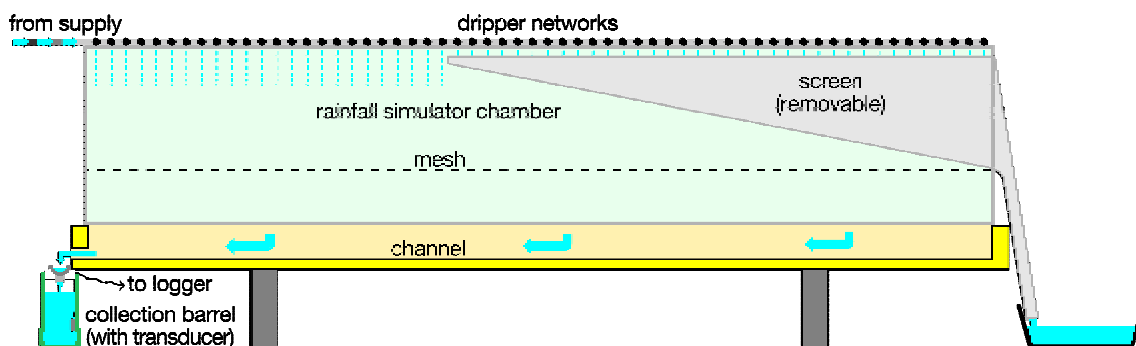 from supply
dripper networks
screen
(removable)
rainfall simulator chamber
mesh
channel
to logger
collection barrel
(with transducer)